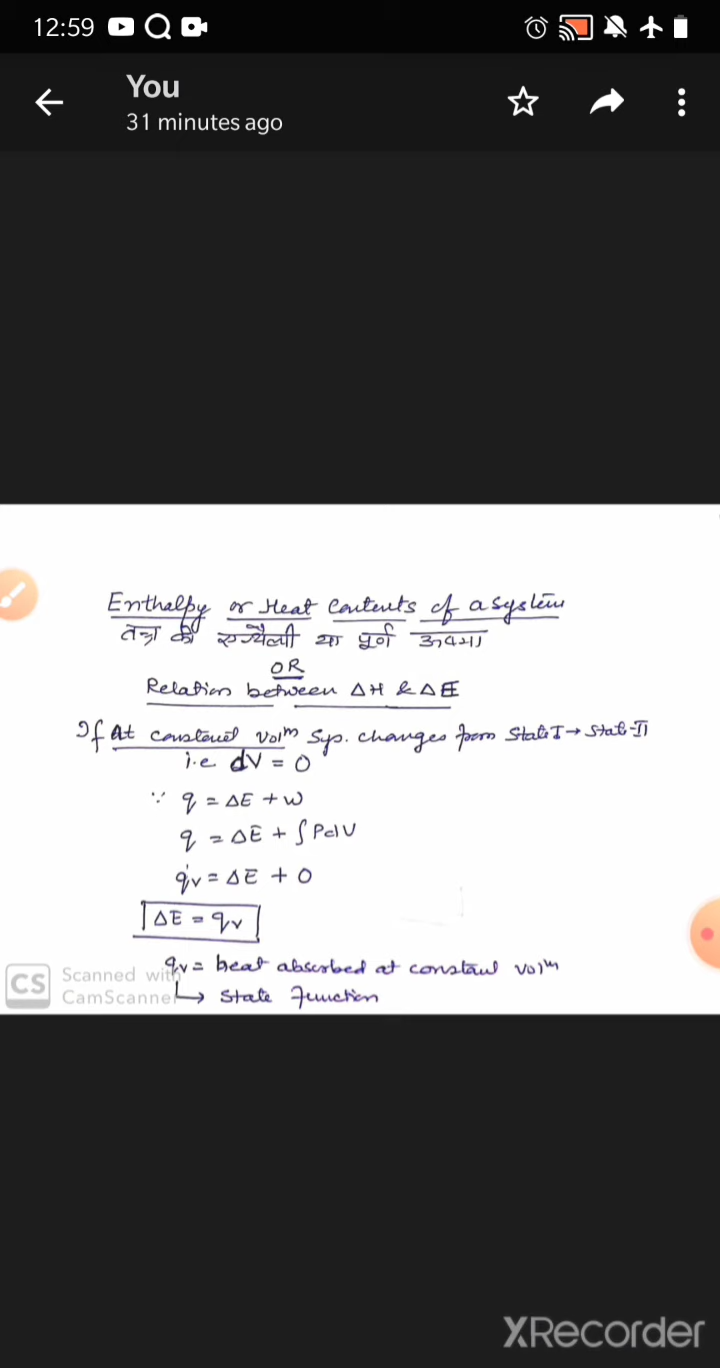 12:59
You
31 minutes ago
Enthalpy or Heat Contents of a system
तन्त्र की एन्थैल्पी या पूर्ण
OR
Relation between ΔH & ΔE
If At constant volm Sys. changes from State I → State-II
i.e dV = 0
∵ q = ΔE + w
q = ΔE + ∫ PdV
qv = ΔE + 0
ΔE = qv
qv = heat absorbed at constant volm
↳ State function
CS Scanned with
CamScanner
XRecorder